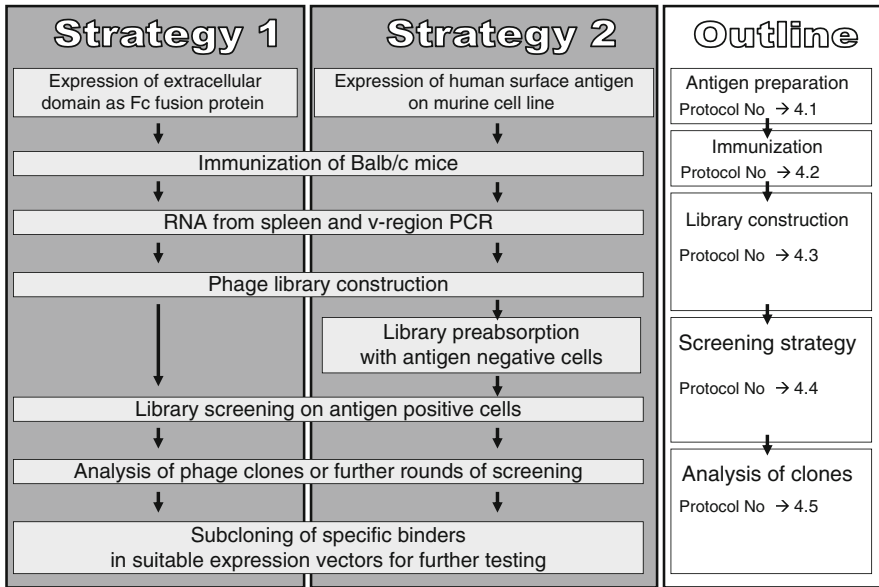 Strategy 1
Strategy 2
Outline
Expression of extracellular
domain as Fc fusion protein
Expression of human surface antigen
on murine cell line
Antigen preparation
Protocol No → 4.1
Immunization of Balb/c mice
Immunization
Protocol No → 4.2
RNA from spleen and v-region PCR
Library construction
Protocol No → 4.3
Phage library construction
Library preabsorption
with antigen negative cells
Screening strategy
Protocol No → 4.4
Library screening on antigen positive cells
Analysis of phage clones or further rounds of screening
Analysis of clones
Protocol No → 4.5
Subcloning of specific binders
in suitable expression vectors for further testing